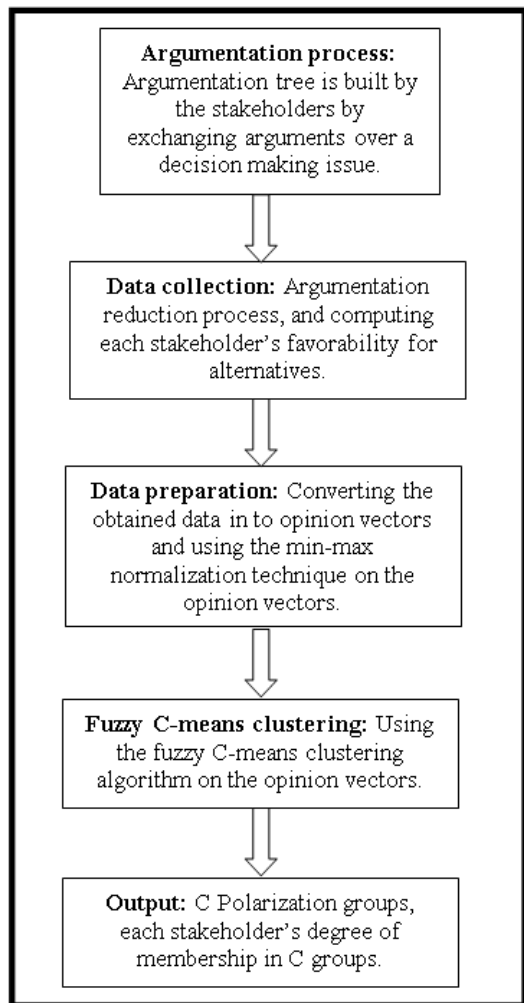 Argumentation process:
Argumentation tree is built by
the stakeholders by
exchanging arguments over a
decision making issue.
Data collection: Argumentation
reduction process, and computing
each stakeholder’s favorability for
alternatives.
Data preparation: Converting the
obtained data in to opinion vectors
and using the min-max
normalization technique on the
opinion vectors.
Fuzzy C-means clustering: Using
the fuzzy C-means clustering
algorithm on the opinion vectors.
Output: C Polarization groups,
each stakeholder’s degree of
membership in C groups.